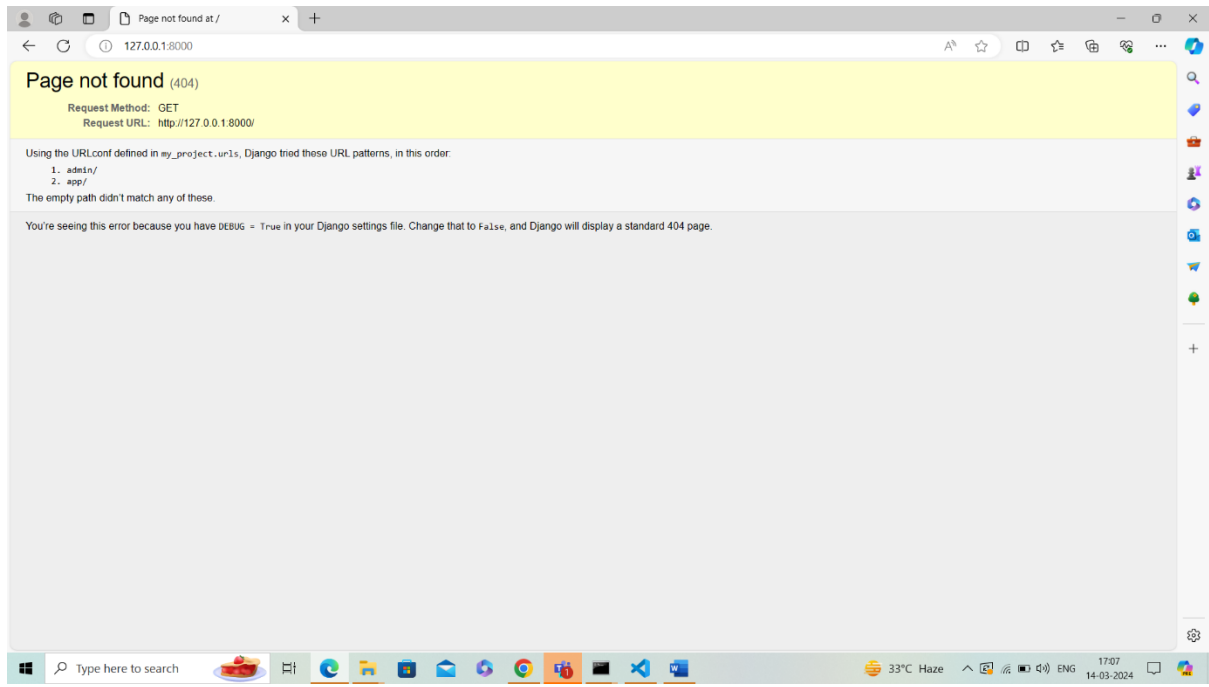 Page not found at /
127.0.0.1:8000
Page not found (404)
Request Method: GET
Request URL: http://127.0.0.1:8000/
Using the URLconf defined in my_project.urls, Django tried these URL patterns, in this order:
1. admin/
2. app/
The empty path didn't match any of these.
You're seeing this error because you have DEBUG = True in your Django settings file. Change that to False, and Django will display a standard 404 page.
Type here to search
33°C Haze
ENG
17:07
14-03-2024